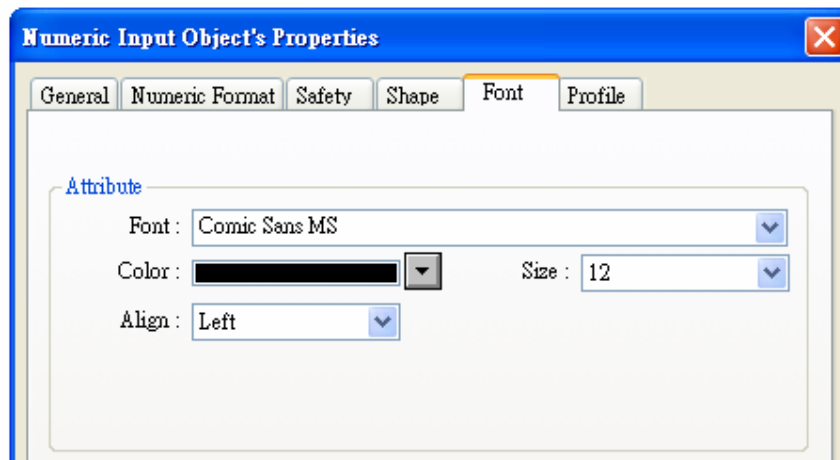 Numeric Input Object's Properties
General Numeric Format Safety Shape Font Profile
Attribute
Font : Comic Sans MS
Color : Size : 12
Align : Left